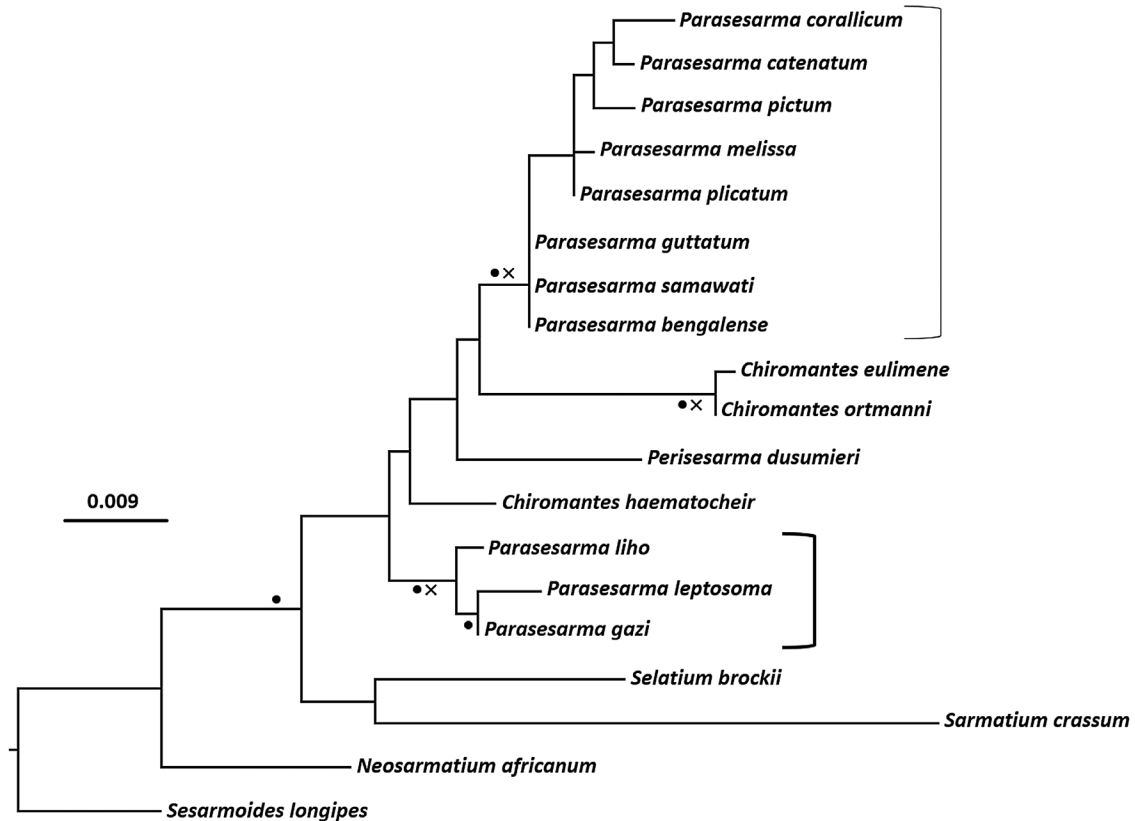 Parasesarma corallicum
Parasesarma catenatum
Parasesarma pictum
Parasesarma melissa
Parasesarma plicatum
Parasesarma guttatum
Parasesarma samawati
Parasesarma bengalense
Chiromantes eulimene
Chiromantes ortmanni
Perisesarma dusumieri
0.009
Chiromantes haematocheir
Parasesarma liho
Parasesarma leptosoma
Parasesarma gazi
Selatium brockii
Sarmatium crassum
Neosarmatium africanum
Sesarmoides longipes